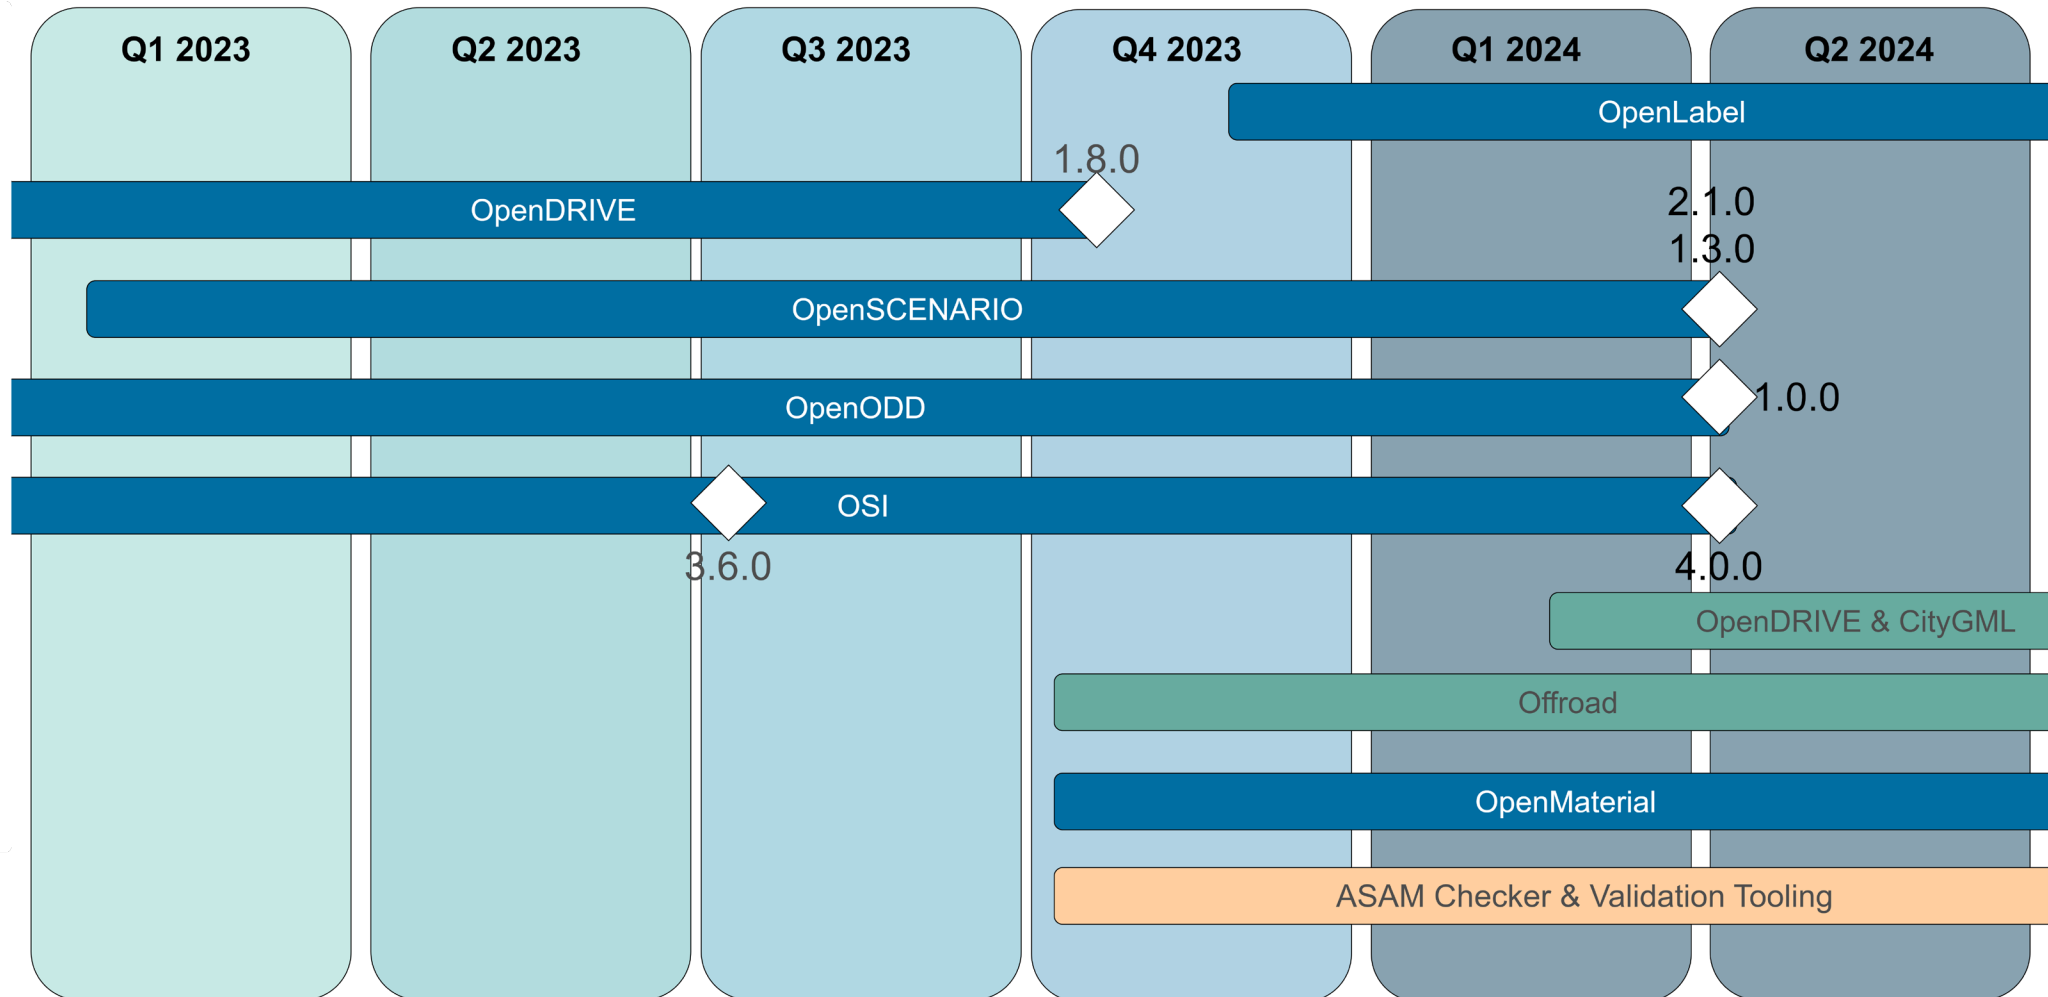 Q1 2023
Q2 2023
Q3 2023
Q4 2023
Q1 2024
Q2 2024
OpenLabel
1.8.0
OpenDRIVE
2.1.0
1.3.0
OpenSCENARIO
OpenODD
1.0.0
OSI
3.6.0
4.0.0
OpenDRIVE & CityGML
Offroad
OpenMaterial
ASAM Checker & Validation Tooling